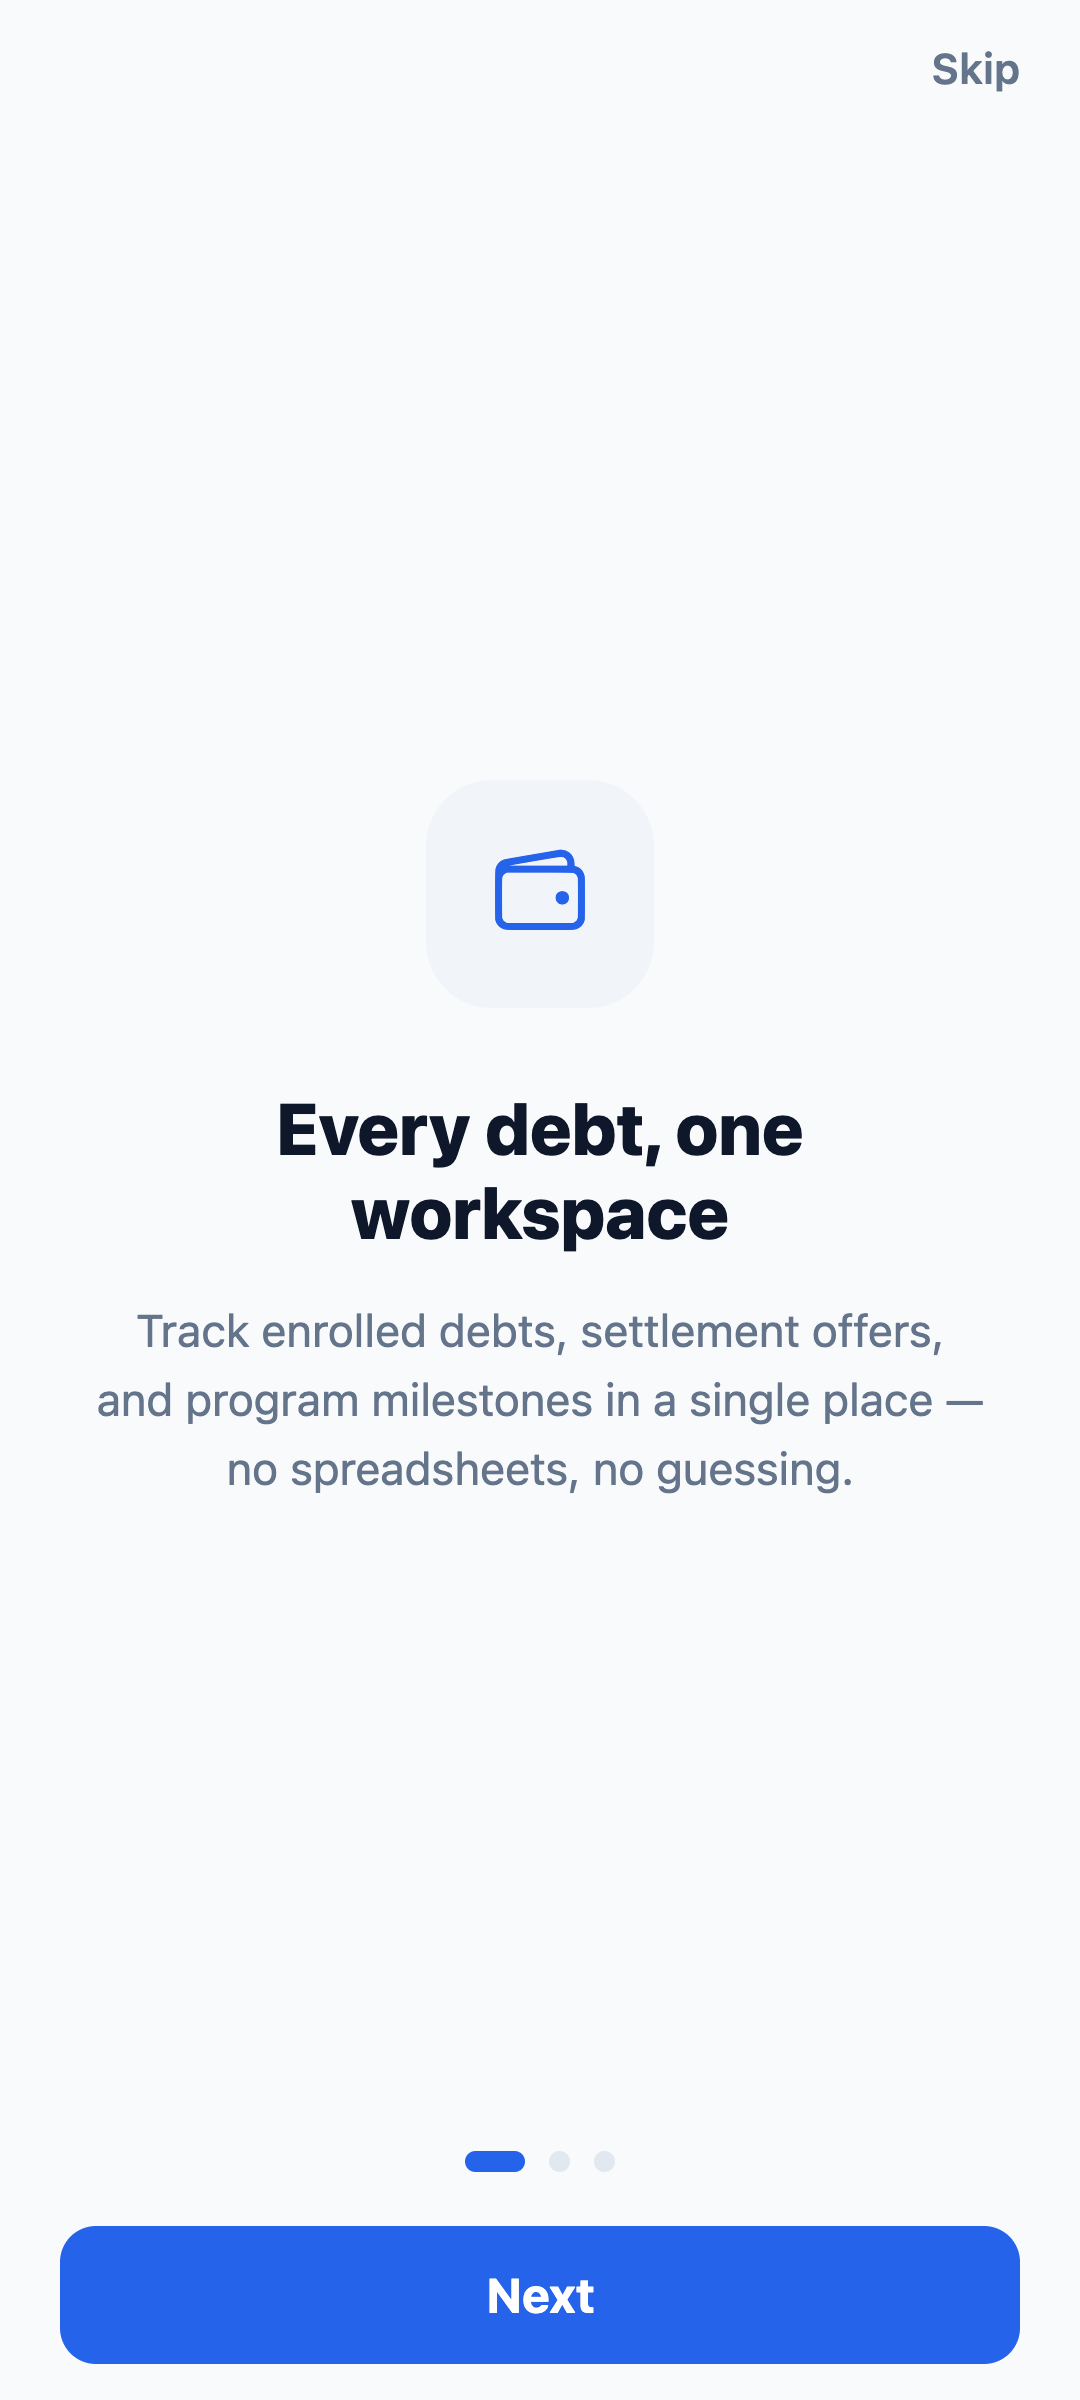 Skip
Every debt, one
workspace
Track enrolled debts, settlement offers,
and program milestones in a single place —
no spreadsheets, no guessing.
Next